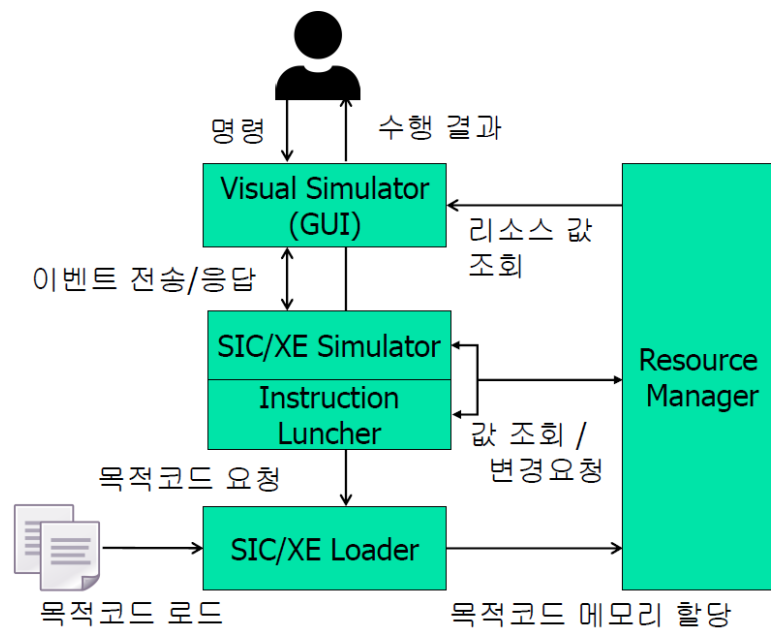 명령
수행 결과
Visual Simulator
(GUI)
리소스 값
조회
이벤트 전송/응답
SIC/XE Simulator
Instruction
Luncher
Resource
Manager
값 조회 /
변경요청
목적코드 요청
SIC/XE Loader
목적코드 로드
목적코드 메모리 할당